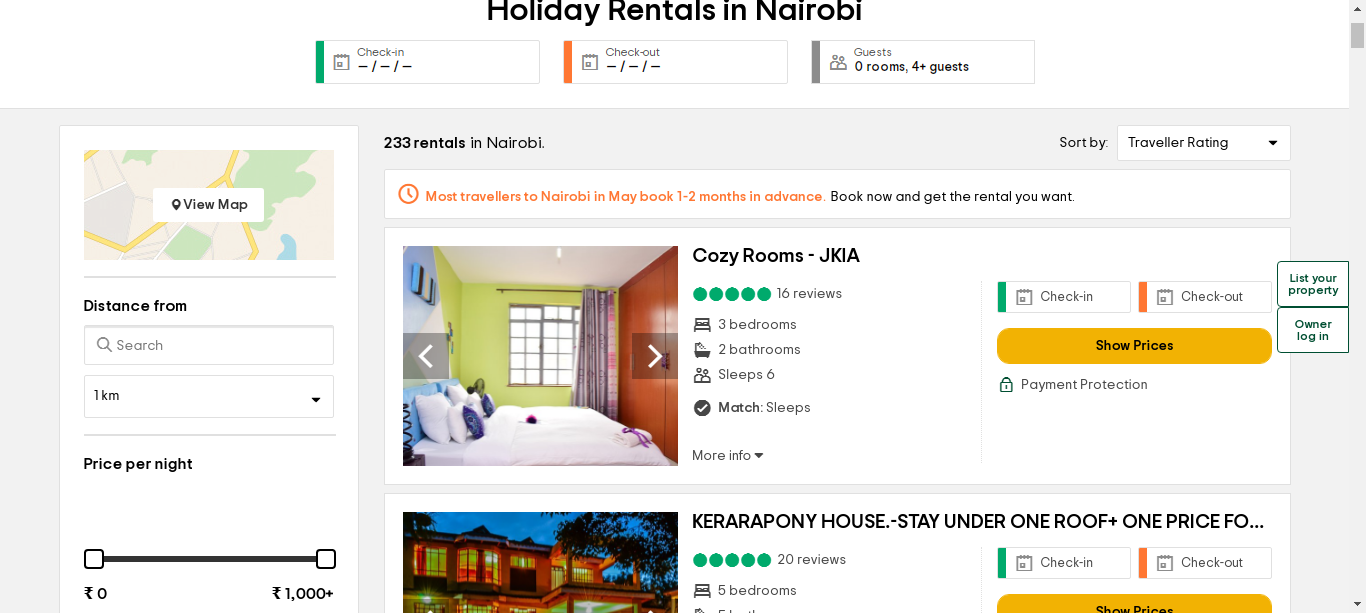 Holiday Rentals in Nairobi
Check-in
– / – / –
Check-out
– / – / –
Guests
0 rooms, 4+ guests
View Map
Distance from
Search
1 km
Price per night
₹ 0
₹ 1,000+
233 rentals in Nairobi.
Sort by:
Traveller Rating
Most travellers to Nairobi in May book 1-2 months in advance. Book now and get the rental you want.
Cozy Rooms - JKIA
16 reviews
3 bedrooms
2 bathrooms
Sleeps 6
Match: Sleeps
More info
Check-in
Check-out
Show Prices
Payment Protection
List your
property
Owner
log in
KERARAPONY HOUSE.-STAY UNDER ONE ROOF+ ONE PRICE FO...
20 reviews
5 bedrooms
Check-in
Check-out
Show Prices